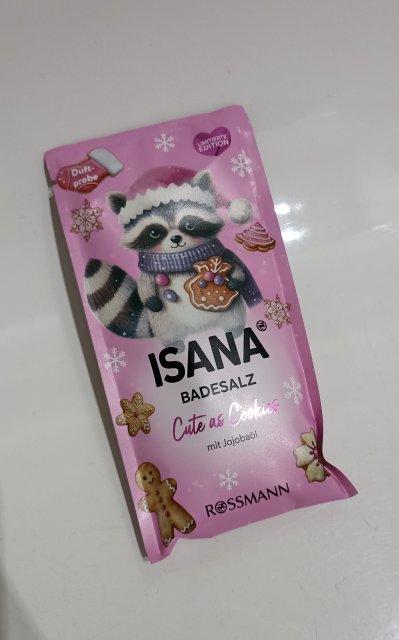 Duft-
probe
LIMITIERTE
EDITION
ISANA
BADESALZ
Cute as Cookies
mit Jojobaöl
ROSSMANN